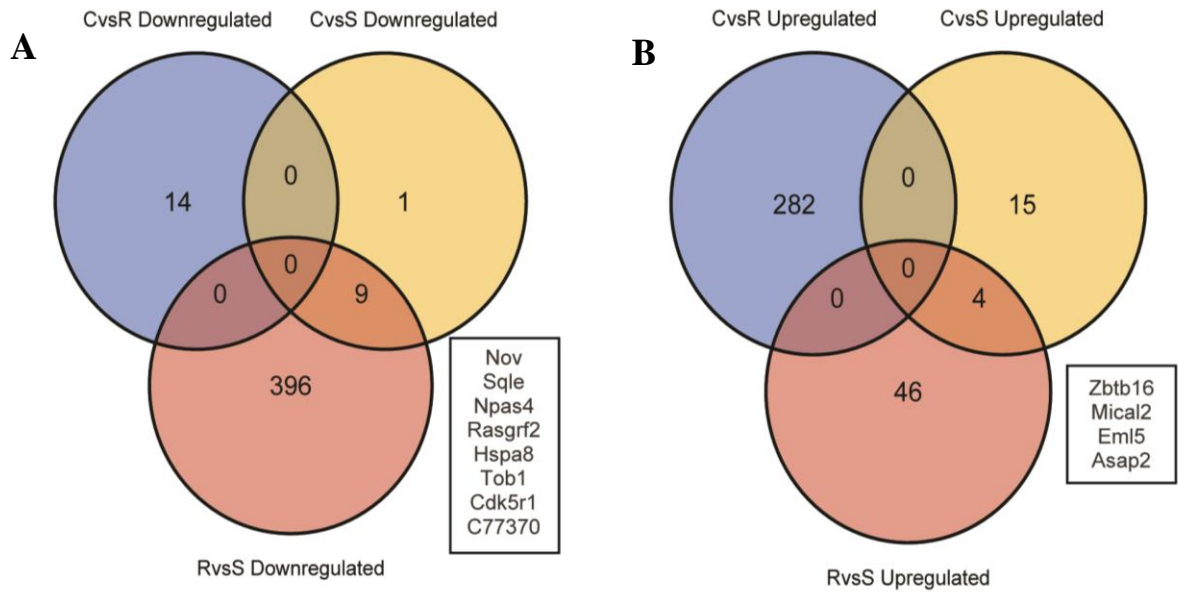 A
CvsR Downregulated
CvsS Downregulated
14
0
1
0
0
9
396
Nov
Sqle
Npas4
Rasgrf2
Hspa8
Tob1
Cdk5r1
C77370
RvsS Downregulated
B
CvsR Upregulated
CvsS Upregulated
282
0
15
0
0
4
46
Zbtb16
Mical2
Eml5
Asap2
RvsS Upregulated